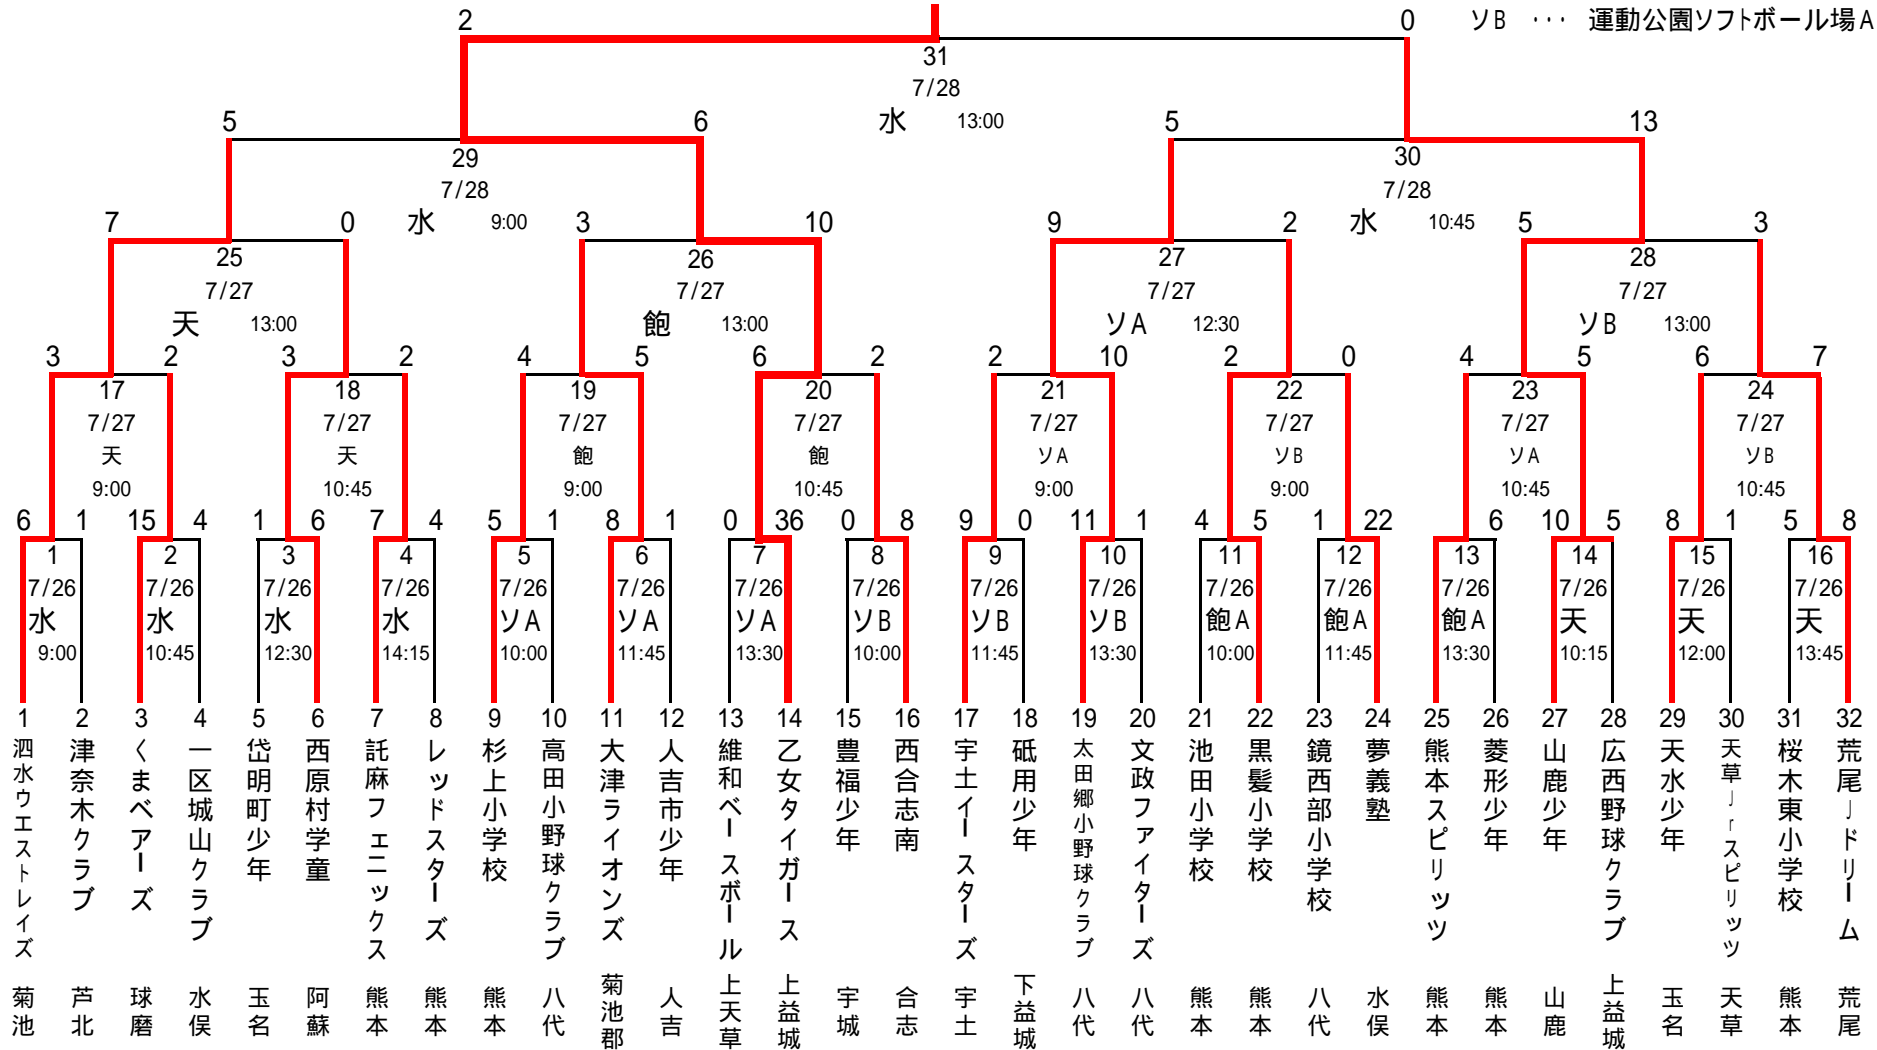 2 0 ソB ・・・ 運動公園ソフトボール場A
31
7/28
水 13:00
5 6 5 13
29 30
7/28 7/28
水 9:00 水 10:45
7 0 3 10 9 2 5 3
25 26 27 28
7/27 7/27 7/27 7/27
天 13:00 飽 13:00 ソA 12:30 ソB 13:00
3 2 3 2 4 5 6 2 2 10 2 0 4 5 6 7
17 18 19 20 21 22 23 24
7/27 7/27 7/27 7/27 7/27 7/27 7/27 7/27
天 天 飽 飽 ソA ソB ソA ソB
9:00 10:45 9:00 10:45 9:00 9:00 10:45 10:45
6 1 15 4 1 6 7 4 5 1 8 1 0 36 0 8 9 0 11 1 4 5 1 22 6 10 5 8 1 5 8
1 2 3 4 5 6 7 8 9 10 11 12 13 14 15 16
7/26 7/26 7/26 7/26 7/26 7/26 7/26 7/26 7/26 7/26 7/26 7/26 7/26 7/26 7/26 7/26
水 水 水 水 ソA ソA ソA ソB ソB ソB 飽A 飽A 飽A 天 天 天
9:00 10:45 12:30 14:15 10:00 11:45 13:30 10:00 11:45 13:30 10:00 11:45 13:30 10:15 12:00 13:45
1 2 3 4 5 6 7 8 9 10 11 12 13 14 15 16 17 18 19 20 21 22 23 24 25 26 27 28 29 30 31 32
泗水ウエストレイズ
津奈木クラブ
くまベアーズ
一区城山クラブ
岱明町少年
西原村学童
託麻フェニックス
レッドスターズ
杉上小学校
高田小野球クラブ
大津ライオンズ
人吉市少年
維和ベースボール
乙女タイガース
豊福少年
西合志南
宇土イースターズ
砥用少年
太田郷小野球クラブ
文政ファイターズ
池田小学校
黒髪小学校
鏡西部小学校
夢義塾
熊本スピリッツ
菱形少年
山鹿少年
広西野球クラブ
天水少年
天草Jrスピリッツ
桜木東小学校
荒尾Jドリーム
菊池 芦北 球磨 水俣 玉名 阿蘇 熊本 熊本 熊本 八代 菊池郡 人吉 上天草 上益城 宇城 合志 宇土 下益城 八代 八代 熊本 熊本 八代 水俣 熊本 熊本 山鹿 上益城 玉名 天草 熊本 荒尾